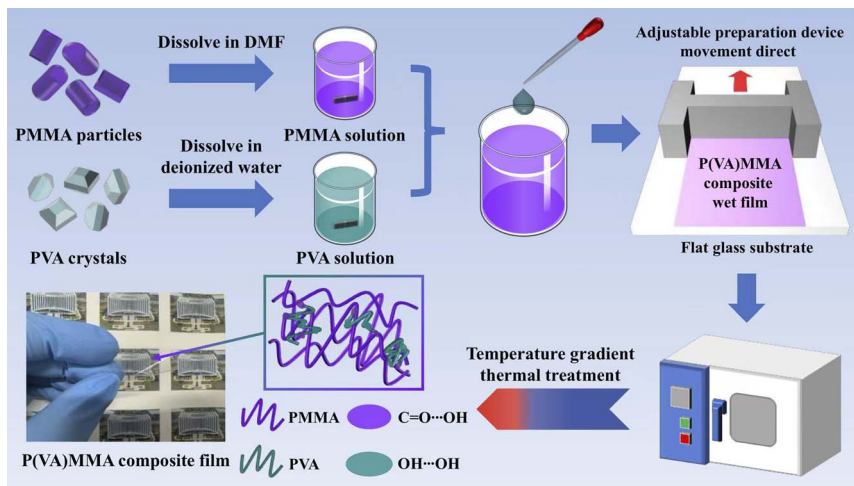 Dissolve in DMF
PMMA particles
PMMA solution
Dissolve in
deionized water
PVA crystals
PVA solution
Adjustable preparation device
movement direct
P(VA)MMA
composite
wet film
Flat glass substrate
Temperature gradient
thermal treatment
PMMA
C=O···OH
PVA
OH···OH
P(VA)MMA composite film